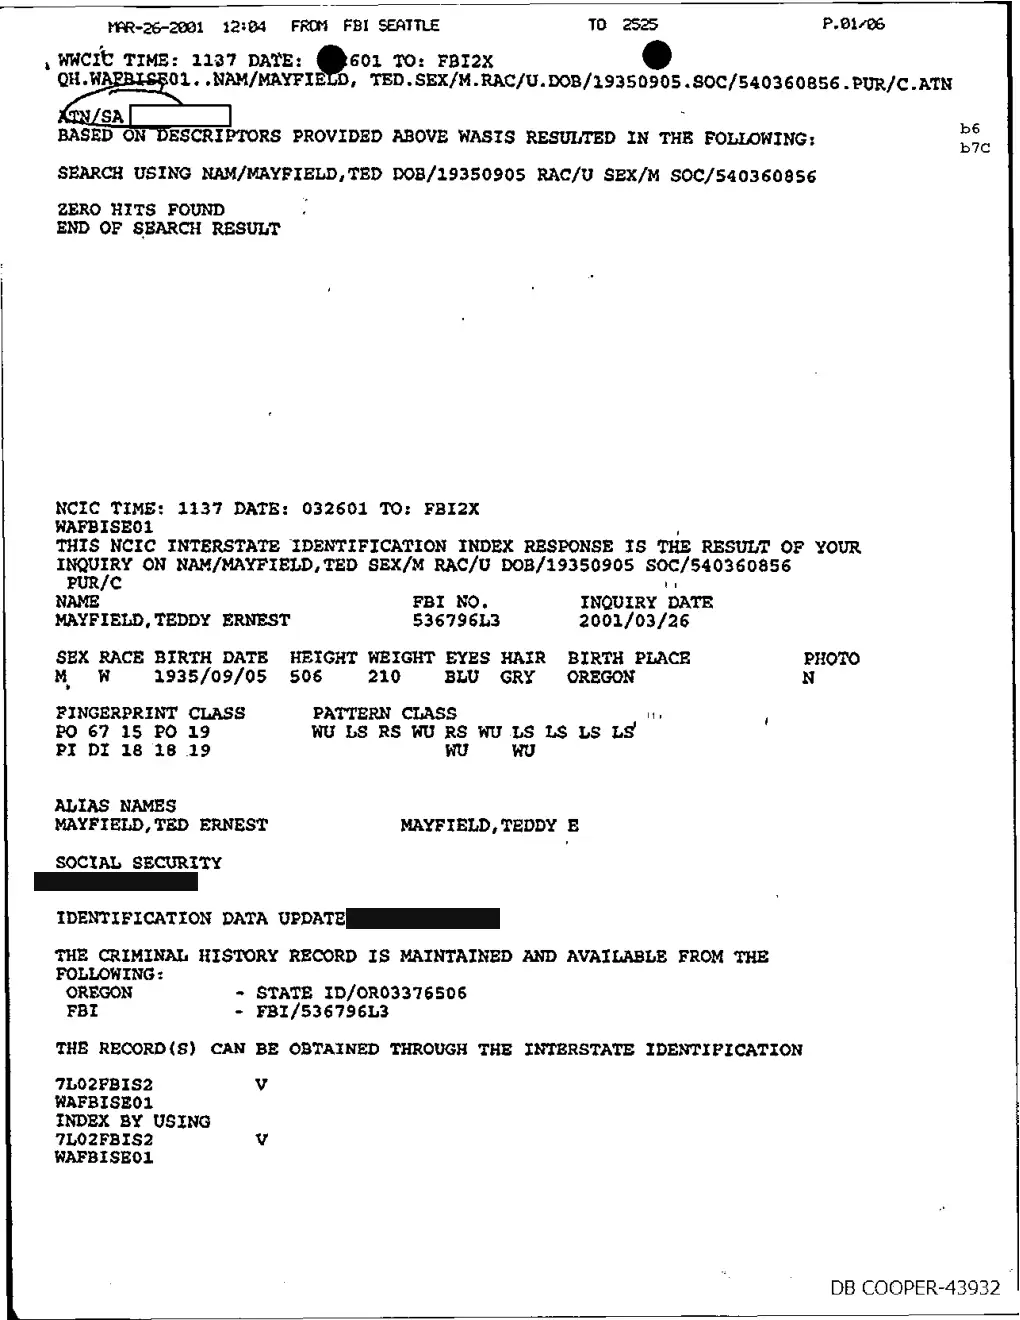 MAR-26-2001 12:04 FROM FBI SEATTLE TO 2525 P.01/06
WWCIC TIME: 1137 DATE: 601 TO: FBI2X
QH.WAFBISE01..NAM/MAYFIELD, TED.SEX/M.RAC/U.DOB/19350905.SOC/540360856.PUR/C.ATN
ATN/SA
BASED ON DESCRIPTORS PROVIDED ABOVE WASIS RESULTED IN THE FOLLOWING:
b6
b7C
SEARCH USING NAM/MAYFIELD,TED DOB/19350905 RAC/U SEX/M SOC/540360856
ZERO HITS FOUND
END OF SEARCH RESULT
NCIC TIME: 1137 DATE: 032601 TO: FBI2X
WAFBISE01
THIS NCIC INTERSTATE IDENTIFICATION INDEX RESPONSE IS THE RESULT OF YOUR
INQUIRY ON NAM/MAYFIELD,TED SEX/M RAC/U DOB/19350905 SOC/540360856
PUR/C
NAME FBI NO. INQUIRY DATE
MAYFIELD,TEDDY ERNEST 536796L3 2001/03/26
SEX RACE BIRTH DATE HEIGHT WEIGHT EYES HAIR BIRTH PLACE PHOTO
M W 1935/09/05 506 210 BLU GRY OREGON N
FINGERPRINT CLASS PATTERN CLASS
PO 67 15 PO 19 WU LS RS WU RS WU LS LS LS LS
PI DI 18 18 19 WU WU
ALIAS NAMES
MAYFIELD,TED ERNEST MAYFIELD,TEDDY E
SOCIAL SECURITY
IDENTIFICATION DATA UPDATE
THE CRIMINAL HISTORY RECORD IS MAINTAINED AND AVAILABLE FROM THE
FOLLOWING:
OREGON - STATE ID/OR03376506
FBI - FBI/536796L3
THE RECORD(S) CAN BE OBTAINED THROUGH THE INTERSTATE IDENTIFICATION
7L02FBIS2 V
WAFBISE01
INDEX BY USING
7L02FBIS2 V
WAFBISE01
DB COOPER-43932